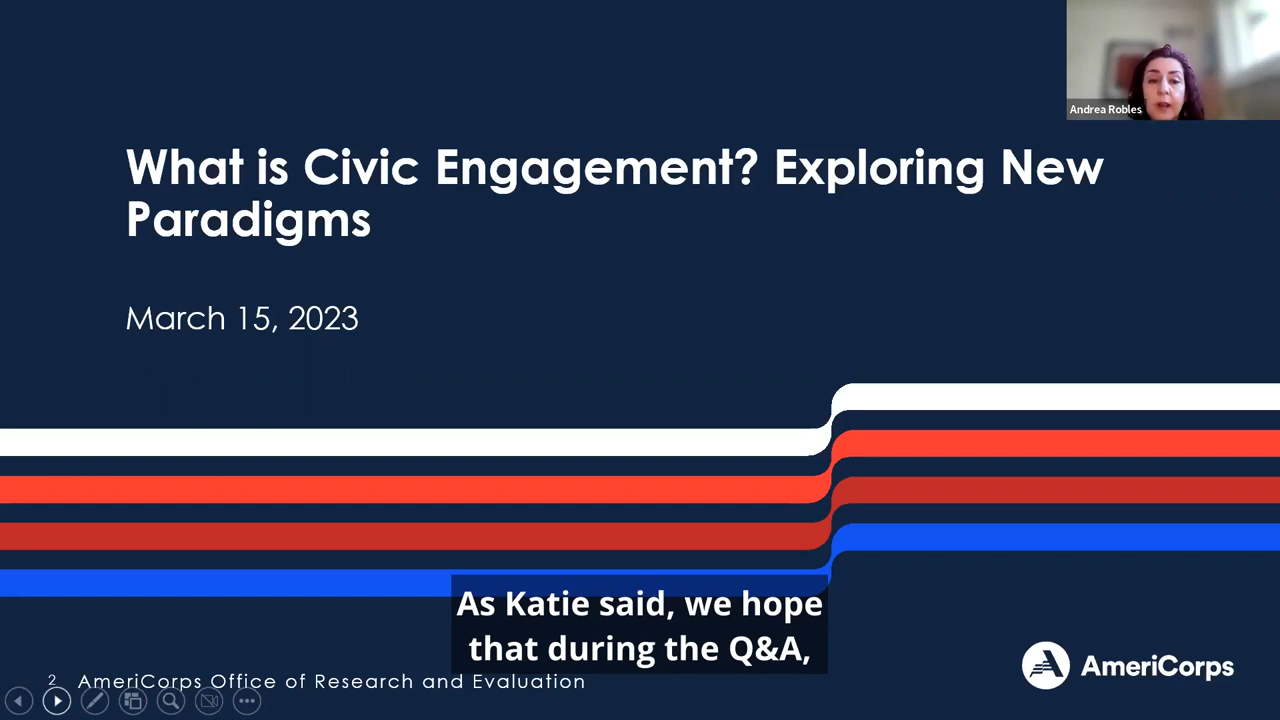 Andrea Robles
What is Civic Engagement? Exploring New
Paradigms
March 15, 2023
As Katie said, we hope
that during the Q&A,
2 AmeriCorps Office of Research and Evaluation
AmeriCorps